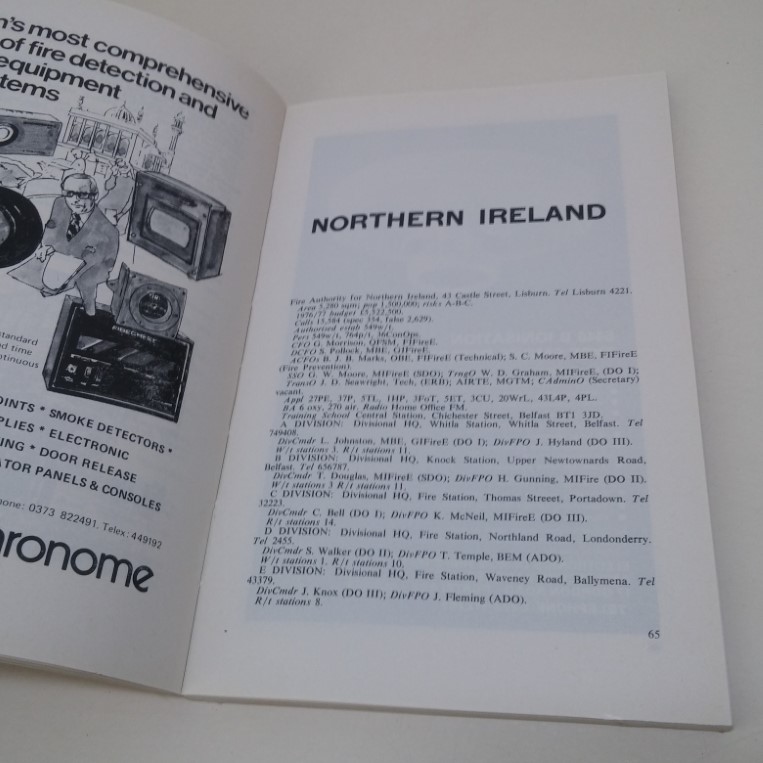 n's most comprehensive
of fire detection and
equipment
tems
standard
nd time
continuous
OINTS * SMOKE DETECTORS *
PLIES * ELECTRONIC
ING * DOOR RELEASE
ATOR PANELS & CONSOLES
phone: 0373 822491. Telex: 449192
hronome
NORTHERN IRELAND
Fire Authority for Northern Ireland, 43 Castle Street, Lisburn. Tel Lisburn 4221.
Area 5,280 sqm; pop 1,500,000; risks A-B-C.
1976/77 budget £5,522,500.
Calls 15,584 (spec 354, false 2,629).
Authorised estab 549w/t.
Pers 549w/t, 764p/t, 36ConOps.
CFO G. Morrison, QFSM, FIFireE.
DCFO S. Pollock, MBE, GIFireE.
ACFOs B. J. B. Marks, OBE, FIFireE (Technical); S. C. Moore, MBE, FIFireE
(Fire Prevention).
SSO G. W. Moore, MIFireE (SDO); TrngO W. D. Graham, MIFireE, (DO I);
TransO J. D. Seawright, Tech, (ERB); AIRTE, MGTM; CAdminO (Secretary)
vacant.
Appl 27PE, 37P, 5TL, 1HP, 3FoT, 5ET, 3CU, 20WrL, 43L4P, 4PL.
BA 6 oxy, 270 air. Radio Home Office FM.
Training School Central Station, Chichester Street, Belfast BT1 3JD.
A DIVISION: Divisional HQ, Whitla Station, Whitla Street, Belfast. Tel
749408.
DivCmdr L. Johnston, MBE, GIFireE (DO I); DivFPO J. Hyland (DO III).
W/t stations 3. R/t stations 11.
B DIVISION: Divisional HQ, Knock Station, Upper Newtownards Road,
Belfast. Tel 656787.
DivCmdr T. Douglas, MIFireE (SDO); DivFPO H. Gunning, MIFire (DO II).
W/t stations 3 R/t stations 11.
C DIVISION: Divisional HQ, Fire Station, Thomas Streeet, Portadown. Tel
32223.
DivCmdr C. Bell (DO I); DivFPO K. McNeil, MIFireE (DO III).
R/t stations 14.
D DIVISION: Divisional HQ, Fire Station, Northland Road, Londonderry.
Tel 2455.
DivCmdr S. Walker (DO II); DivFPO T. Temple, BEM (ADO).
W/t stations 1. R/t stations 10.
E DIVISION: Divisional HQ, Fire Station, Waveney Road, Ballymena. Tel
43379.
DivCmdr J. Knox (DO III); DivFPO J. Fleming (ADO).
R/t stations 8.
65